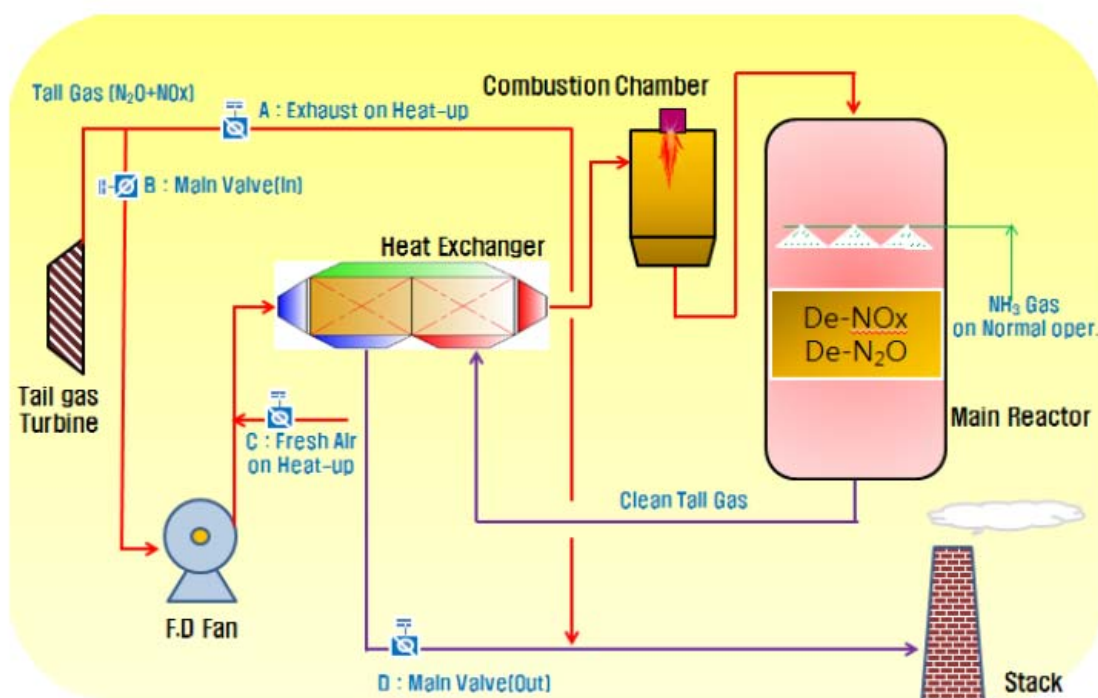 Combustion Chamber
Tail Gas (N₂O+NOx)
A : Exhaust on Heat-up
B : Main Valve(In)
Heat Exchanger
NH₃ Gas
on Normal oper.
De-NOx
De-N₂O
Tail gas
Turbine
Main Reactor
C : Fresh Air
on Heat-up
Clean Tail Gas
F.D Fan
D : Main Valve(Out)
Stack